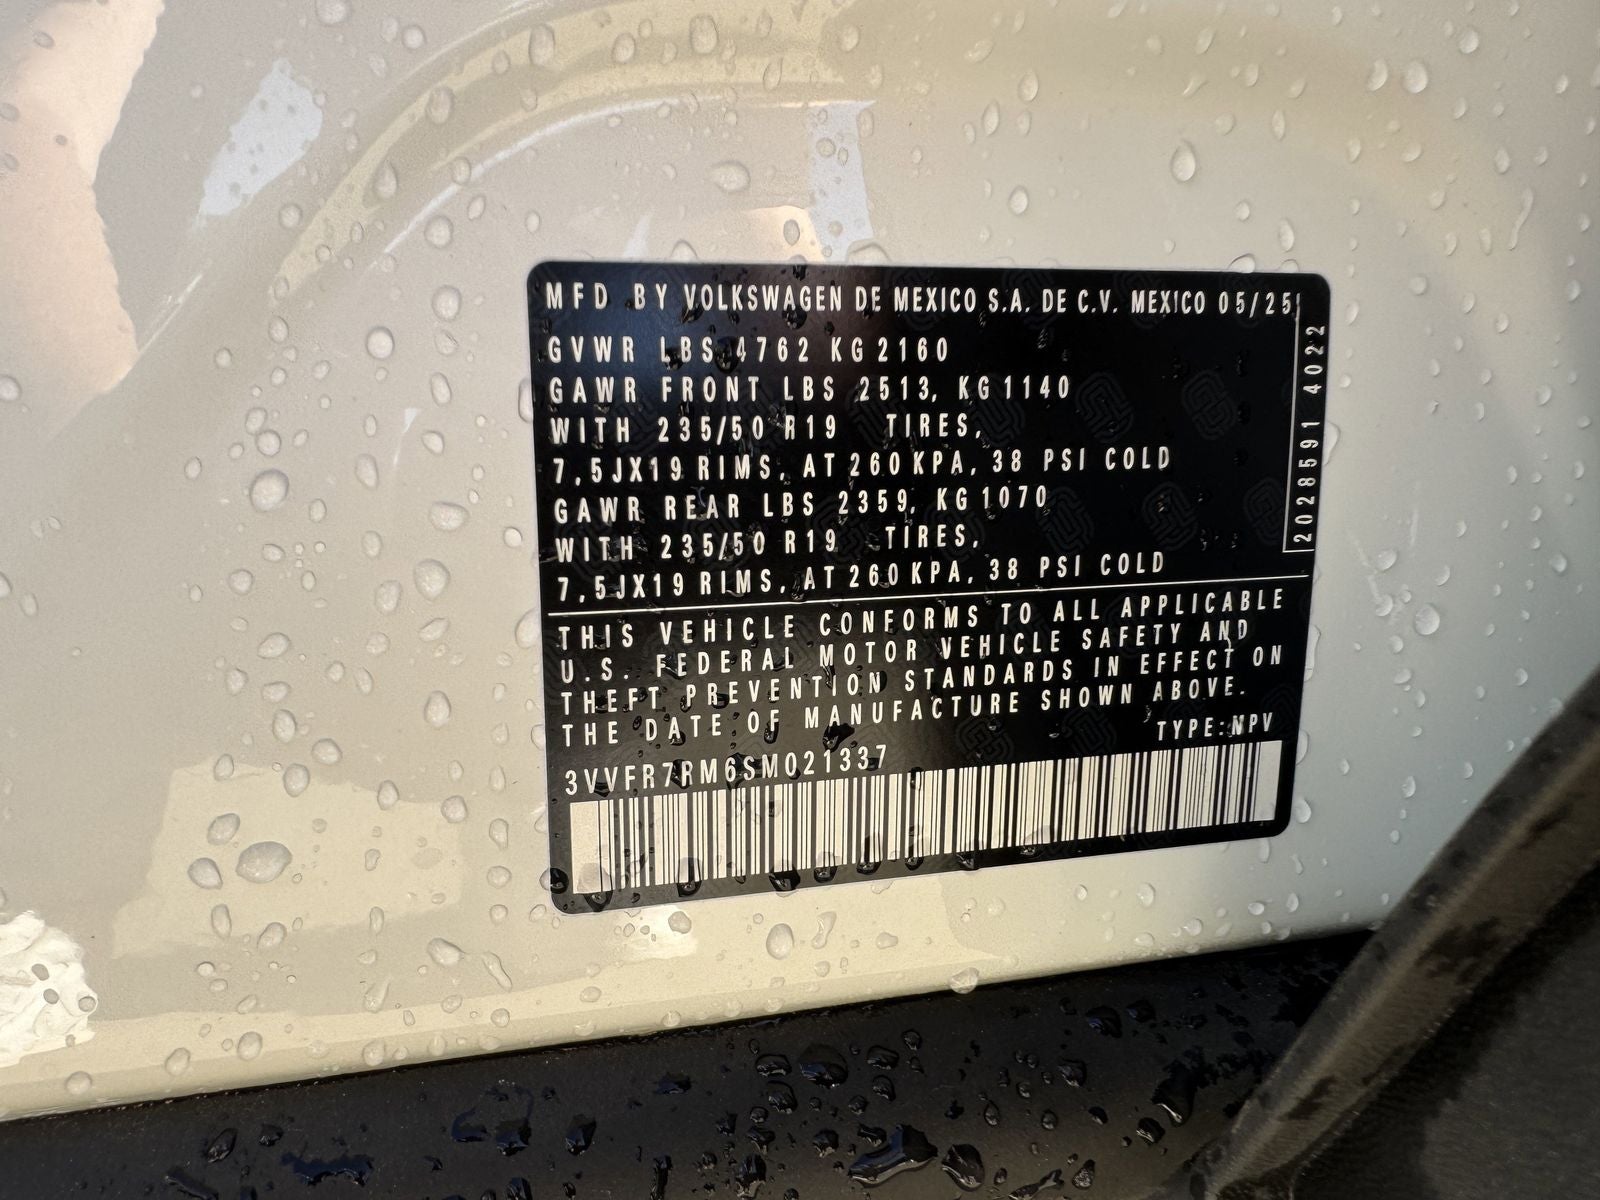 MFD BY VOLKSWAGEN DE MEXICO S.A. DE C.V. MEXICO 05/25
GVWR LBS 4762 KG 2160
GAWR FRONT LBS 2513, KG 1140
WITH 235/50 R19 TIRES,
7,5JX19 RIMS, AT 260 KPA, 38 PSI COLD
GAWR REAR LBS 2359, KG 1070
WITH 235/50 R19 TIRES,
7,5JX19 RIMS, AT 260 KPA, 38 PSI COLD
2028591 4022
THIS VEHICLE CONFORMS TO ALL APPLICABLE
U.S. FEDERAL MOTOR VEHICLE SAFETY AND
THEFT PREVENTION STANDARDS IN EFFECT ON
THE DATE OF MANUFACTURE SHOWN ABOVE.
TYPE:NPV
3VVFR7RM6SM021337